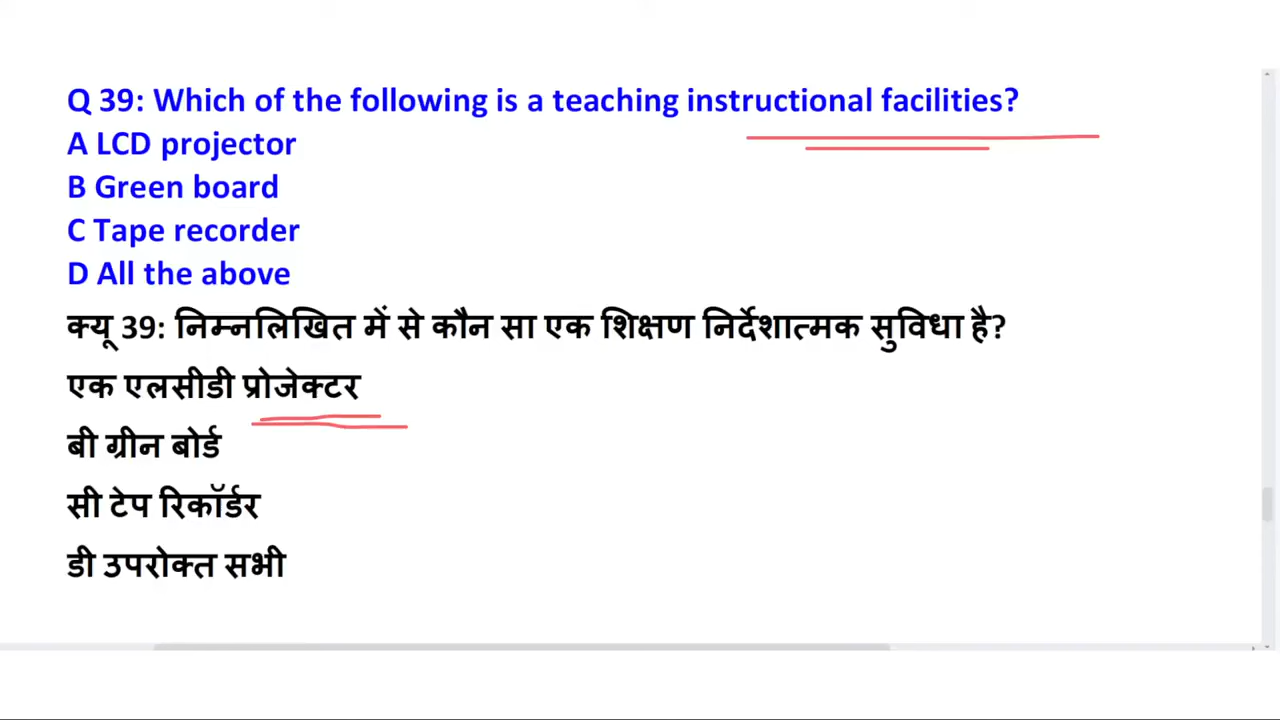 Q 39: Which of the following is a teaching instructional facilities?
A LCD projector
B Green board
C Tape recorder
D All the above
क्यू 39: निम्नलिखित में से कौन सा एक शिक्षण निर्देशात्मक सुविधा है?
एक एलसीडी प्रोजेक्टर
बी ग्रीन बोर्ड
सी टेप रिकॉर्डर
डी उपरोक्त सभी